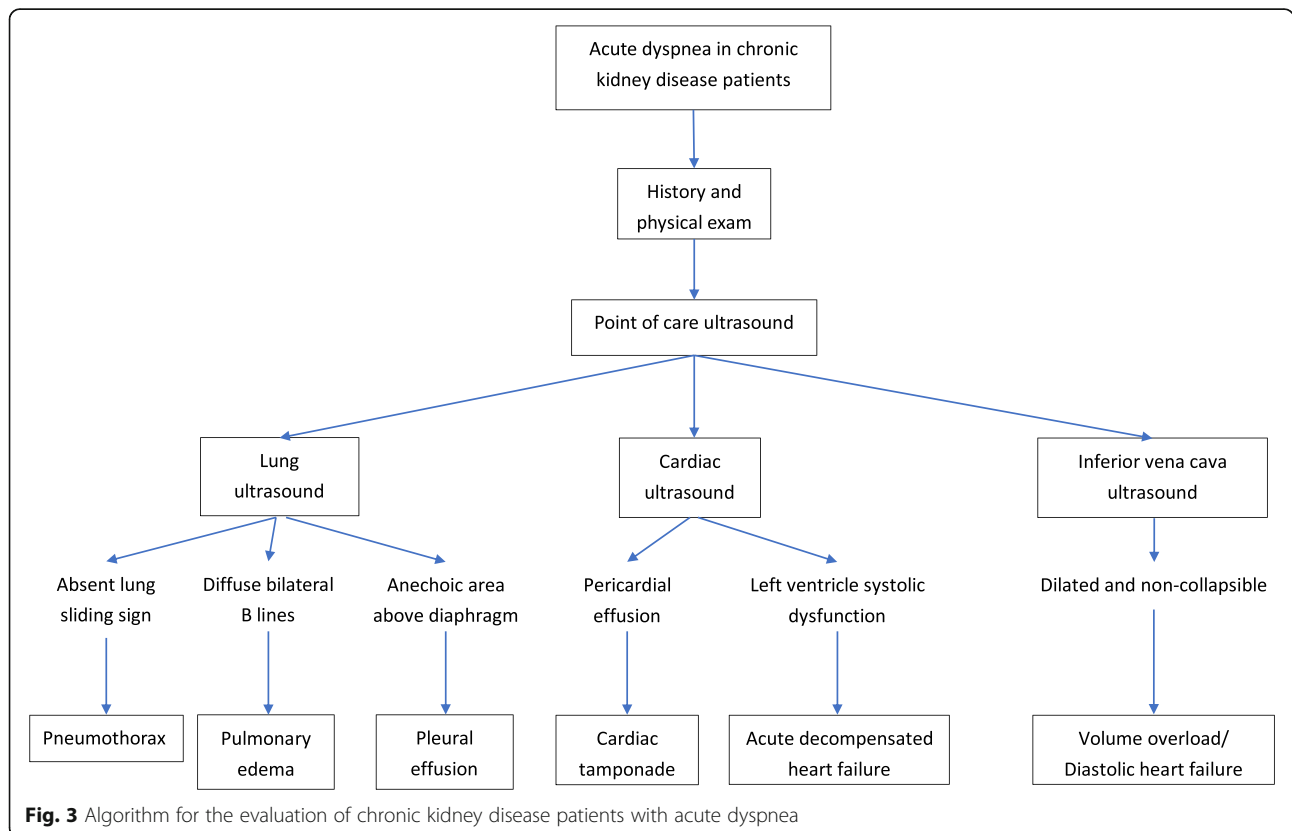 Acute dyspnea in chronic
kidney disease patients
History and
physical exam
Point of care ultrasound
Lung
ultrasound
Cardiac
ultrasound
Inferior vena cava
ultrasound
Absent lung
sliding sign
Diffuse bilateral
B lines
Anechoic area
above diaphragm
Pericardial
effusion
Left ventricle systolic
dysfunction
Dilated and non-collapsible
Pneumothorax
Pulmonary
edema
Pleural
effusion
Cardiac
tamponade
Acute decompensated
heart failure
Volume overload/
Diastolic heart failure
Fig. 3 Algorithm for the evaluation of chronic kidney disease patients with acute dyspnea